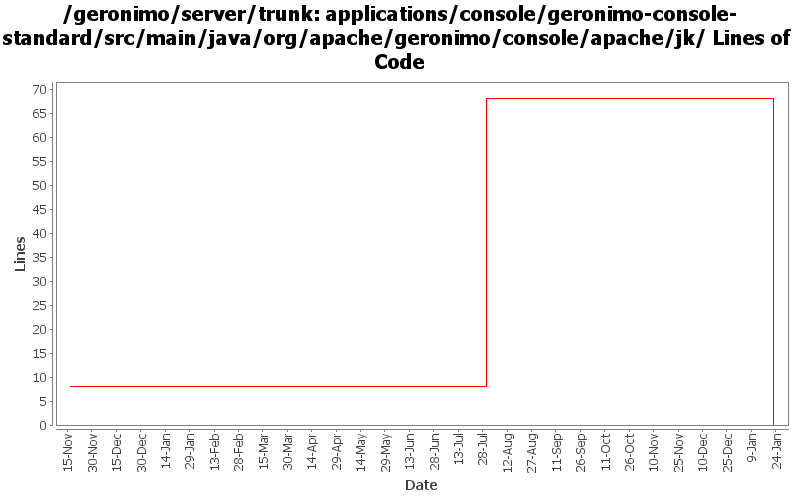 /geronimo/server/trunk: applications/console/geronimo-console-
standard/src/main/java/org/apache/geronimo/console/apache/jk/ Lines of
Code
70
65
60
55
50
45
40
35
30
25
20
15
10
5
0
Lines
15-Nov
30-Nov
15-Dec
30-Dec
14-Jan
29-Jan
13-Feb
28-Feb
15-Mar
30-Mar
14-Apr
29-Apr
14-May
29-May
13-Jun
28-Jun
13-Jul
28-Jul
12-Aug
27-Aug
11-Sep
26-Sep
11-Oct
26-Oct
10-Nov
25-Nov
10-Dec
25-Dec
9-Jan
24-Jan
Date